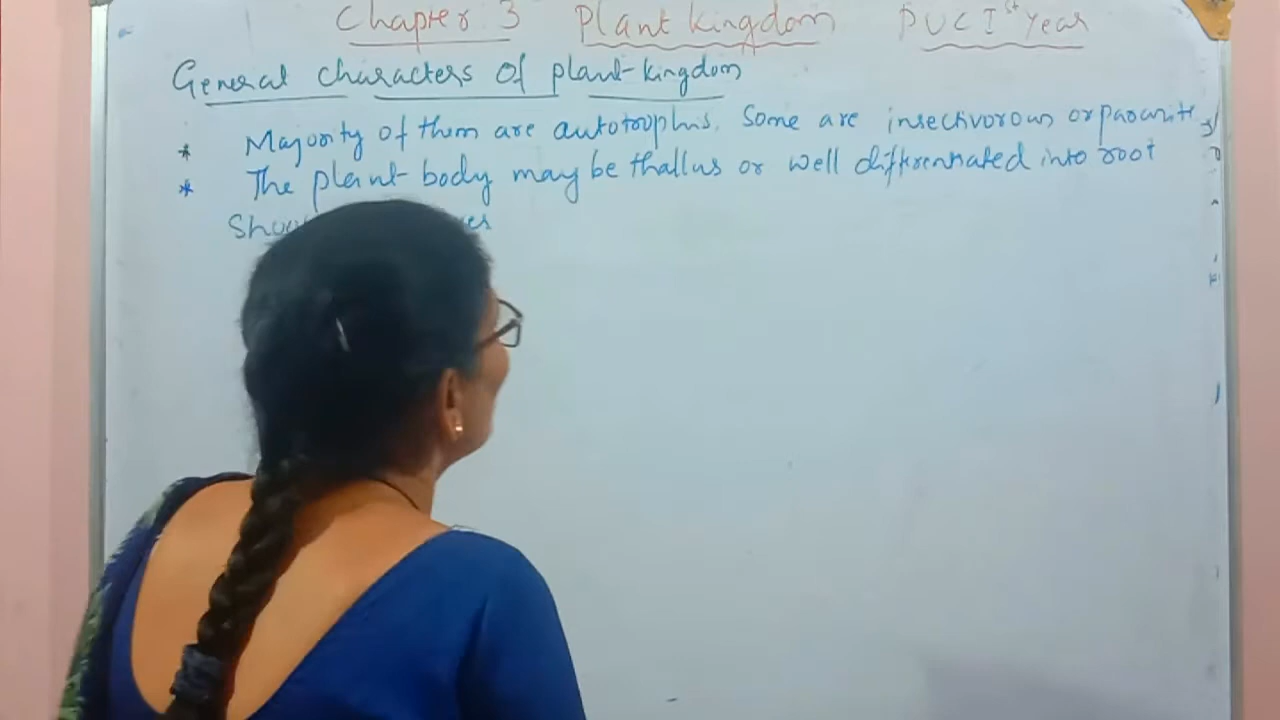 Chapter 3 Plant kingdom PUC I st Year
General characters of plant-kingdom
* Majority of them are autotrophs. Some are insectivorous or parasite
* The plant body may be thallus or well differentiated into root